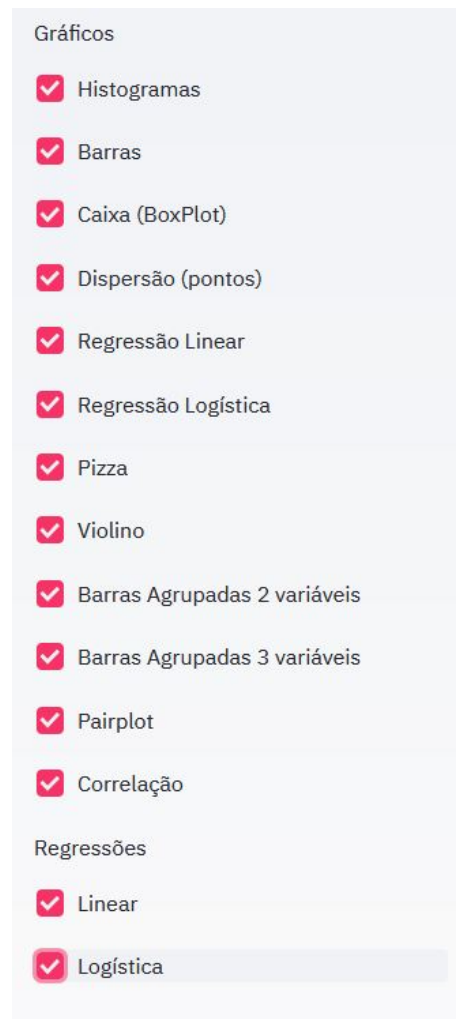 Gráficos
Histogramas
Barras
Caixa (BoxPlot)
Dispersão (pontos)
Regressão Linear
Regressão Logística
Pizza
Violino
Barras Agrupadas 2 variáveis
Barras Agrupadas 3 variáveis
Pairplot
Correlação
Regressões
Linear
Logística